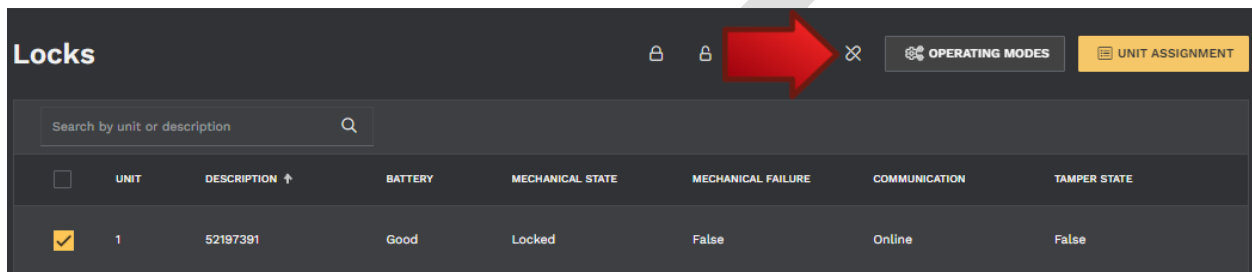 Locks
OPERATING MODES
UNIT ASSIGNMENT
Search by unit or description
UNIT DESCRIPTION BATTERY MECHANICAL STATE MECHANICAL FAILURE COMMUNICATION TAMPER STATE
1 52197391 Good Locked False Online False